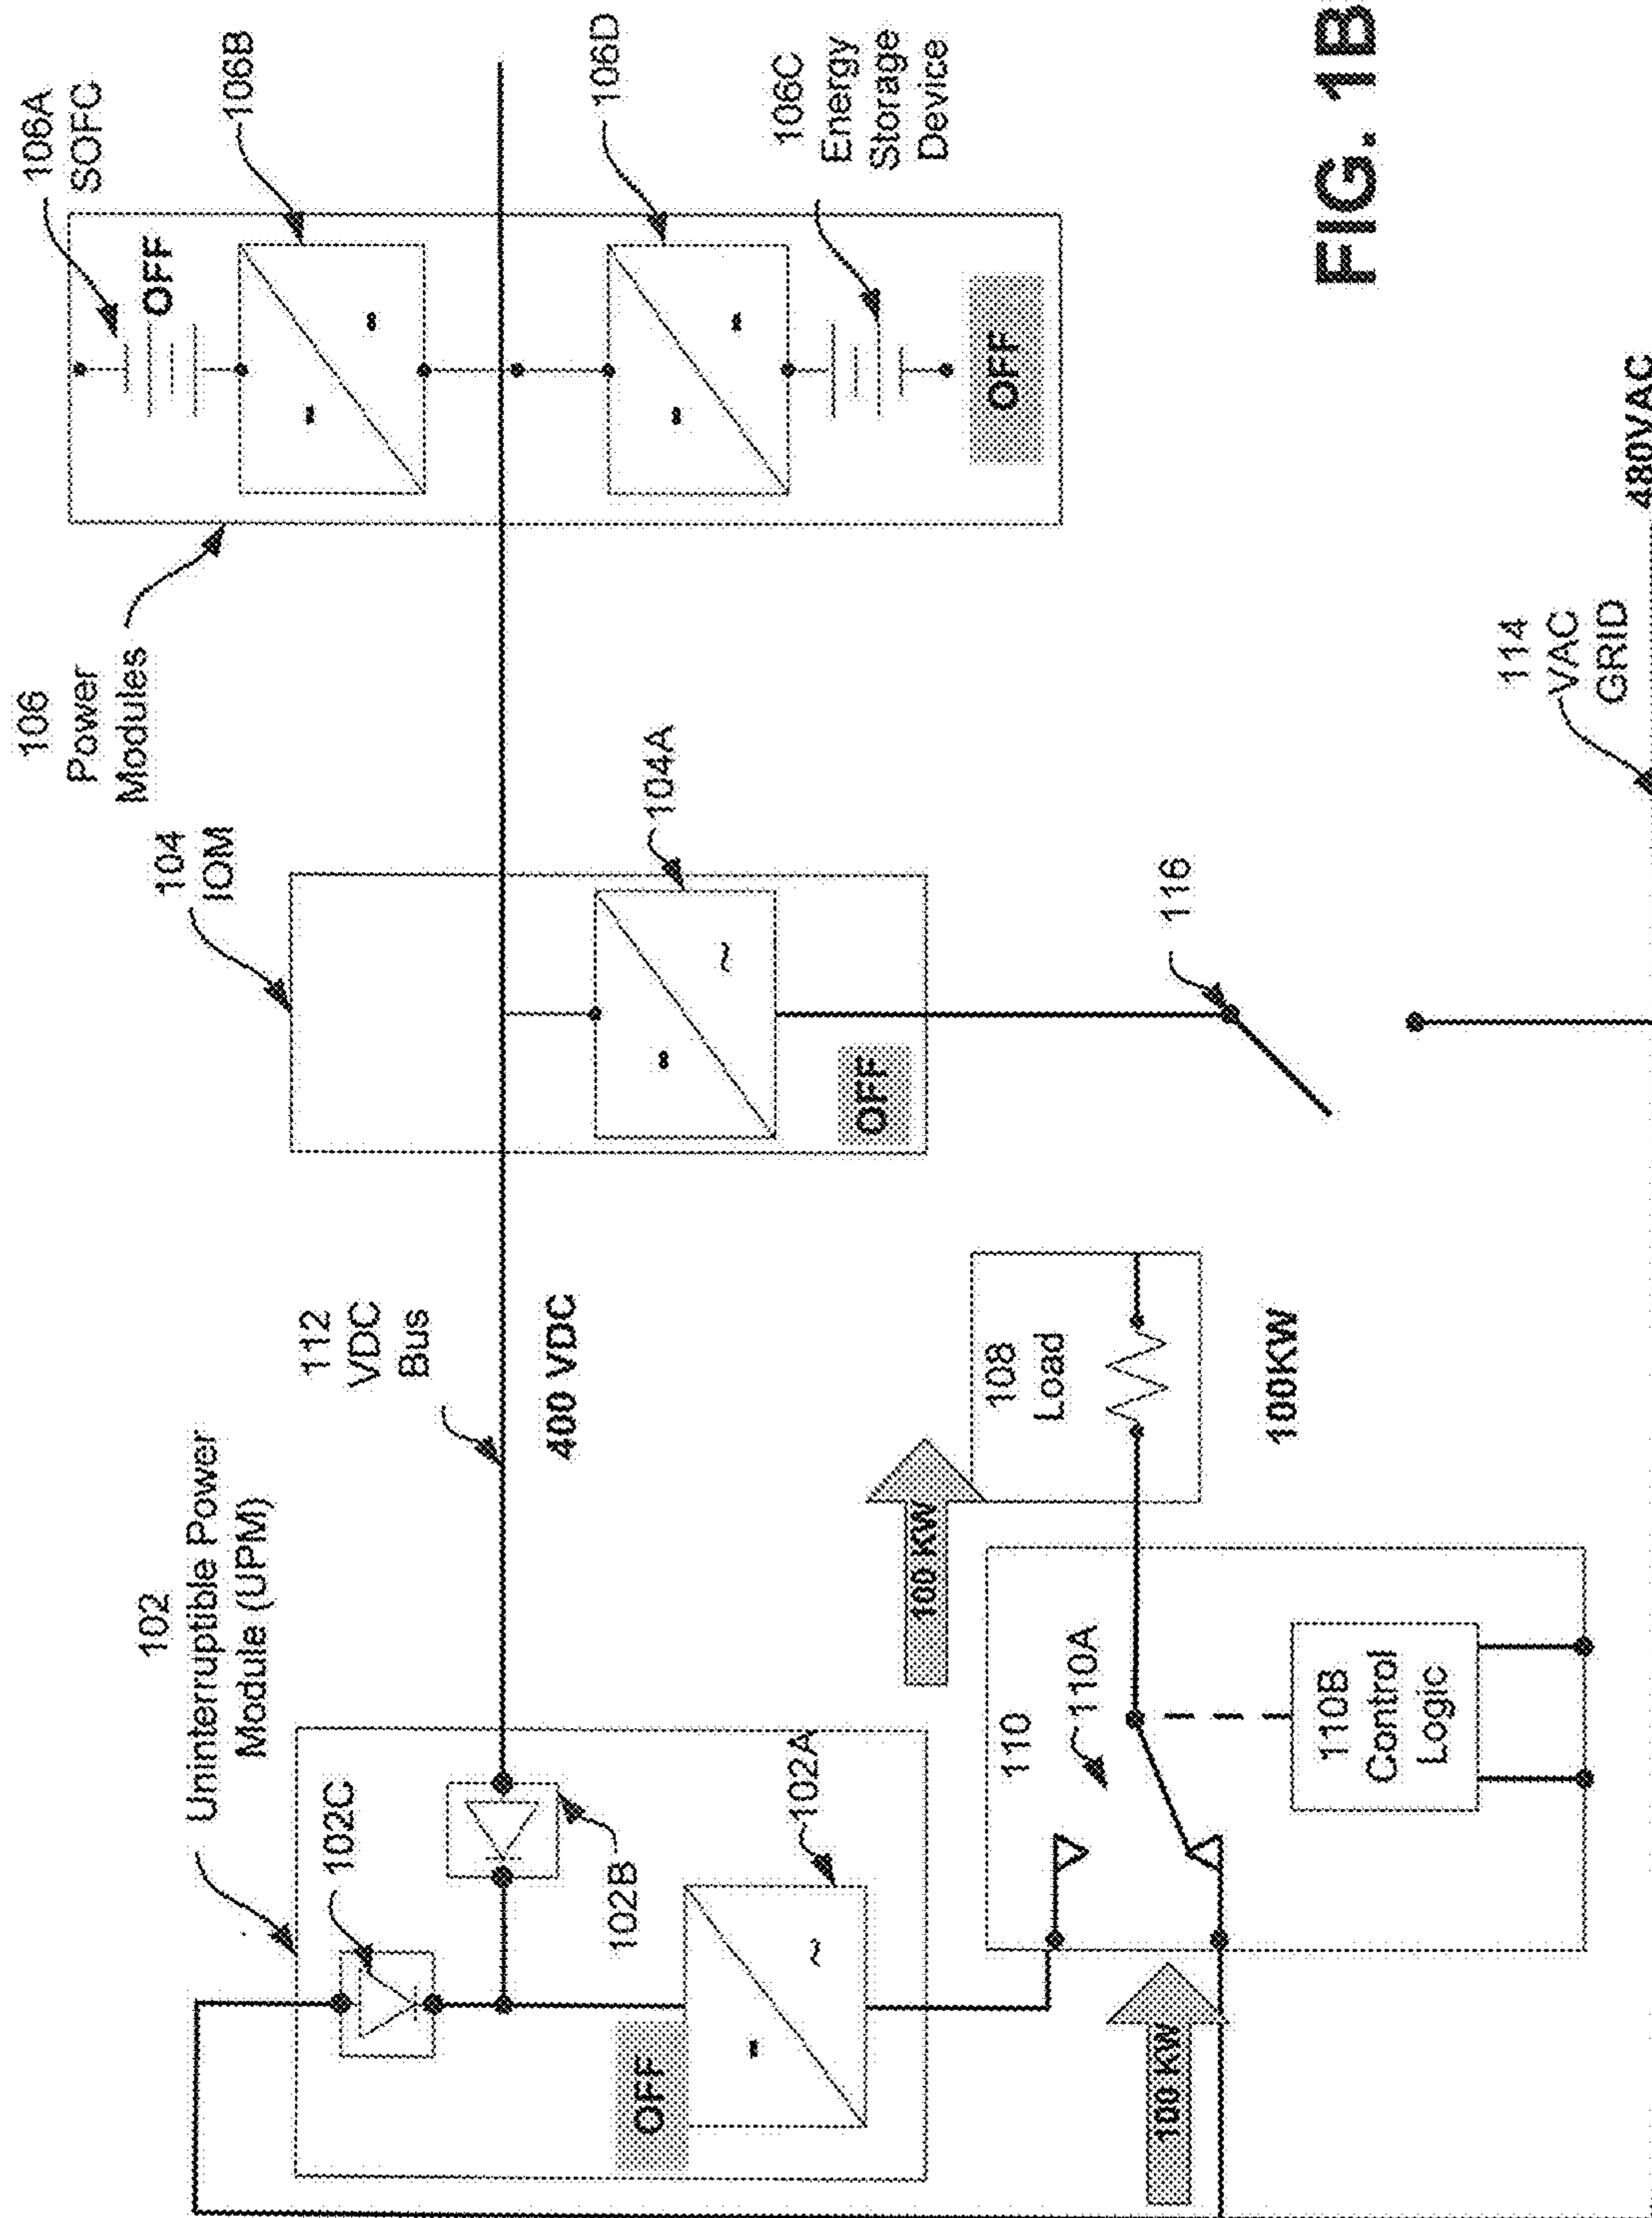 102
Uninterruptible Power
Module (UPM)
102C
102B
102A
OFF
112
VDC
Bus
400 VDC
104
IOM
104A
OFF
106
Power
Modules
106A
SOFC
OFF
106B
106D
106C
Energy
Storage
Device
OFF
100 KW
100 KW
110
110A
110B
Control
Logic
108
Load
100KW
116
114
VAC
GRID
480VAC
FIG. 1B